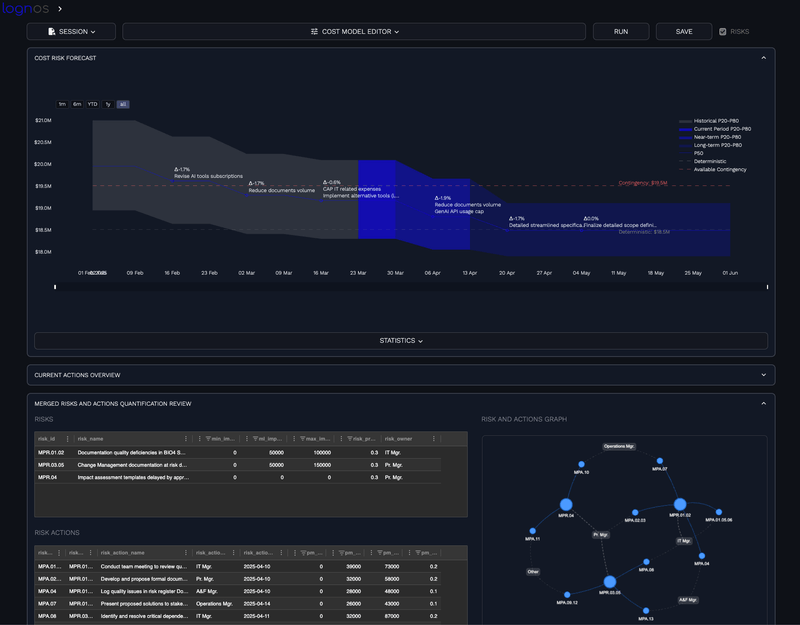 lognos
SESSION
COST MODEL EDITOR
RUN
SAVE
RISKS
COST RISK FORECAST
1m 6m YTD 1y all
$21.0M
$20.5M
$20.0M
$19.5M
$19.0M
$18.5M
$18.0M
Historical P20-P80
Current Period P20-P80
Near-term P20-P80
Long-term P20-P80
P50
Deterministic
Available Contingency
Δ-1.7%
Revise AI tools subscriptions
Δ-1.7%
Reduce documents volume
Δ-0.6%
CAP IT related expenses
Implement alternative tools (L...
Δ-1.9%
Reduce documents volume
GenAI API usage cap
Δ-1.7%
Detailed streamlined specifica..
Δ0.0%
Finalize detailed scope defini..
Contingency: $19.5M
Deterministic: $18.5M
01 Feb
09 Feb 16 Feb 23 Feb 02 Mar 09 Mar 16 Mar 23 Mar 30 Mar 06 Apr 13 Apr 20 Apr 27 Apr 04 May 11 May 18 May 25 May 01 Jun
STATISTICS
CURRENT ACTIONS OVERVIEW
MERGED RISKS AND ACTIONS QUANTIFICATION REVIEW
RISKS
risk_id risk_name min_im... ml_imp... max_im... risk_pr... risk_owner
MPR.01.02 Documentation quality deficiencies in BIO4 S... 0 50000 100000 0.3 IT Mgr.
MPR.03.05 Change Management documentation at risk d... 0 50000 150000 0.3 Pr. Mgr.
MPR.04 Impact assessment templates delayed by appr... 0 0 0 0.3 Pr. Mgr.
RISK ACTIONS
risk... risk... risk_action_name risk_actio... risk_actio... pm_... pm_... pm_... pm_...
MPA.01... MPR.01... Conduct team meeting to review qu... IT Mgr. 2025-04-10 0 39000 73000 0.2
MPA.02... MPR.01... Develop and propose formal docum... Pr. Mgr. 2025-04-10 0 32000 58000 0.2
MPA.04 MPR.01... Log quality issues in risk register Do... A&F Mgr. 2025-04-10 0 28000 48000 0.1
MPA.07 MPR.01... Present proposed solutions to stake... Operations Mgr. 2025-04-14 0 26000 43000 0.1
MPA.08 MPR.03... Identify and resolve critical depende... IT Mgr. 2025-04-11 0 32000 87000 0.2
RISK AND ACTIONS GRAPH
Operations Mgr.
MPA.10
MPA.07
MPR.04
MPR.01.02
MPA.02.03
MPA.01.05.06
MPA.11
Pr. Mgr.
IT Mgr.
MPA.04
MPA.08
Other
MPR.03.05
MPA.09.12
A&F Mgr.
MPA.13